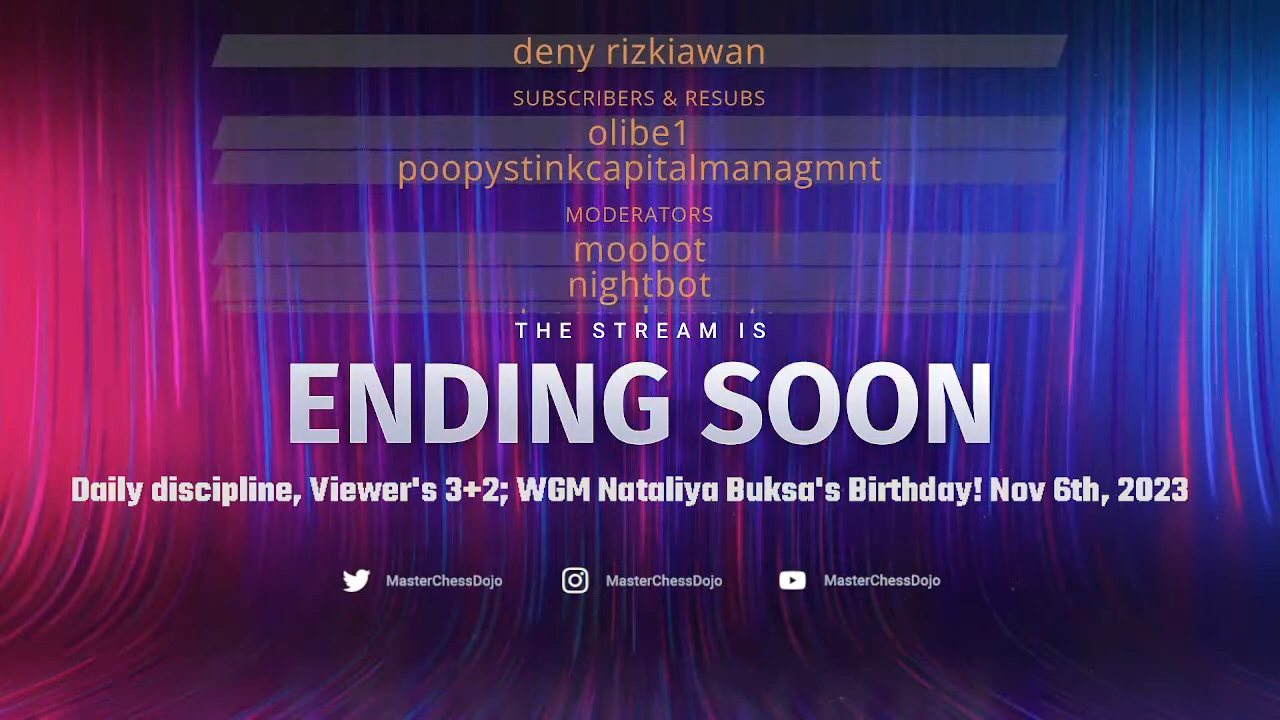 deny rizkiawan
SUBSCRIBERS & RESUBS
olibe1
poopystinkcapitalmanagmnt
MODERATORS
moobot
nightbot
THE STREAM IS
ENDING SOON
Daily discipline, Viewer's 3+2; WGM Nataliya Buksa's Birthday! Nov 6th, 2023
MasterChessDojo MasterChessDojo MasterChessDojo